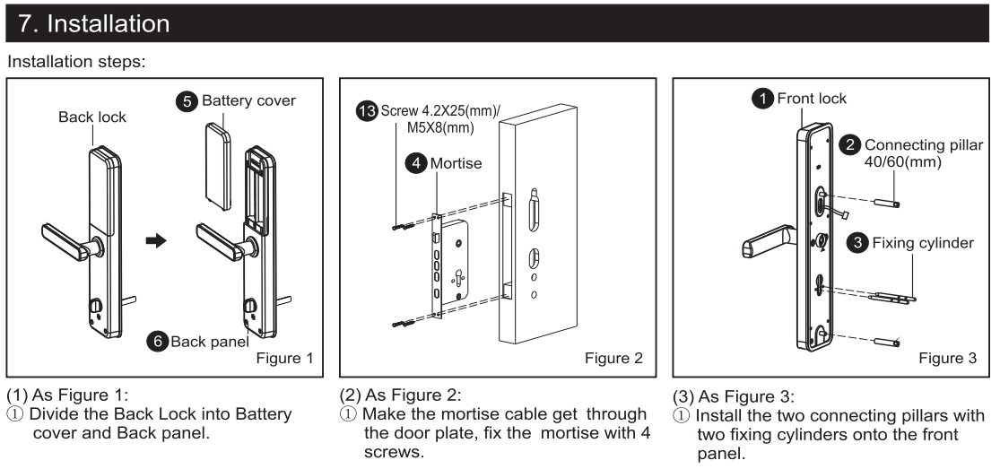 7. Installation
Installation steps:
5 Battery cover
Back lock
6 Back panel
Figure 1
13 Screw 4.2X25(mm)/
M5X8(mm)
4 Mortise
Figure 2
1 Front lock
2 Connecting pillar
40/60(mm)
3 Fixing cylinder
Figure 3
(1) As Figure 1:
① Divide the Back Lock into Battery
cover and Back panel.
(2) As Figure 2:
① Make the mortise cable get through
the door plate, fix the mortise with 4
screws.
(3) As Figure 3:
① Install the two connecting pillars with
two fixing cylinders onto the front
panel.